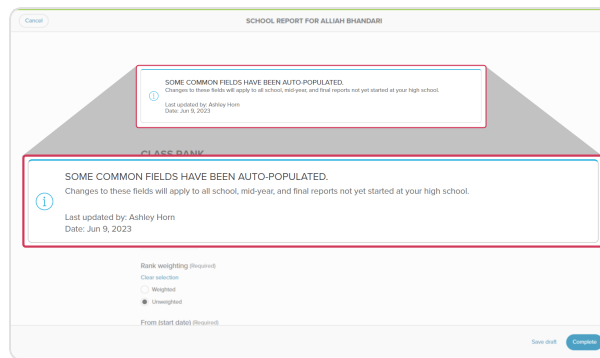 Cancel
SCHOOL REPORT FOR ALLIAH BHANDARI
SOME COMMON FIELDS HAVE BEEN AUTO-POPULATED.
Changes to these fields will apply to all school, mid-year, and final reports not yet started at your high school.
Last updated by: Ashley Horn
Date: Jun 9, 2023
CLASS RANK
SOME COMMON FIELDS HAVE BEEN AUTO-POPULATED.
Changes to these fields will apply to all school, mid-year, and final reports not yet started at your high school.
Last updated by: Ashley Horn
Date: Jun 9, 2023
Rank weighting (Required)
Clear selection
Weighted
Unweighted
From (start date) (Required)
Save draft
Complete